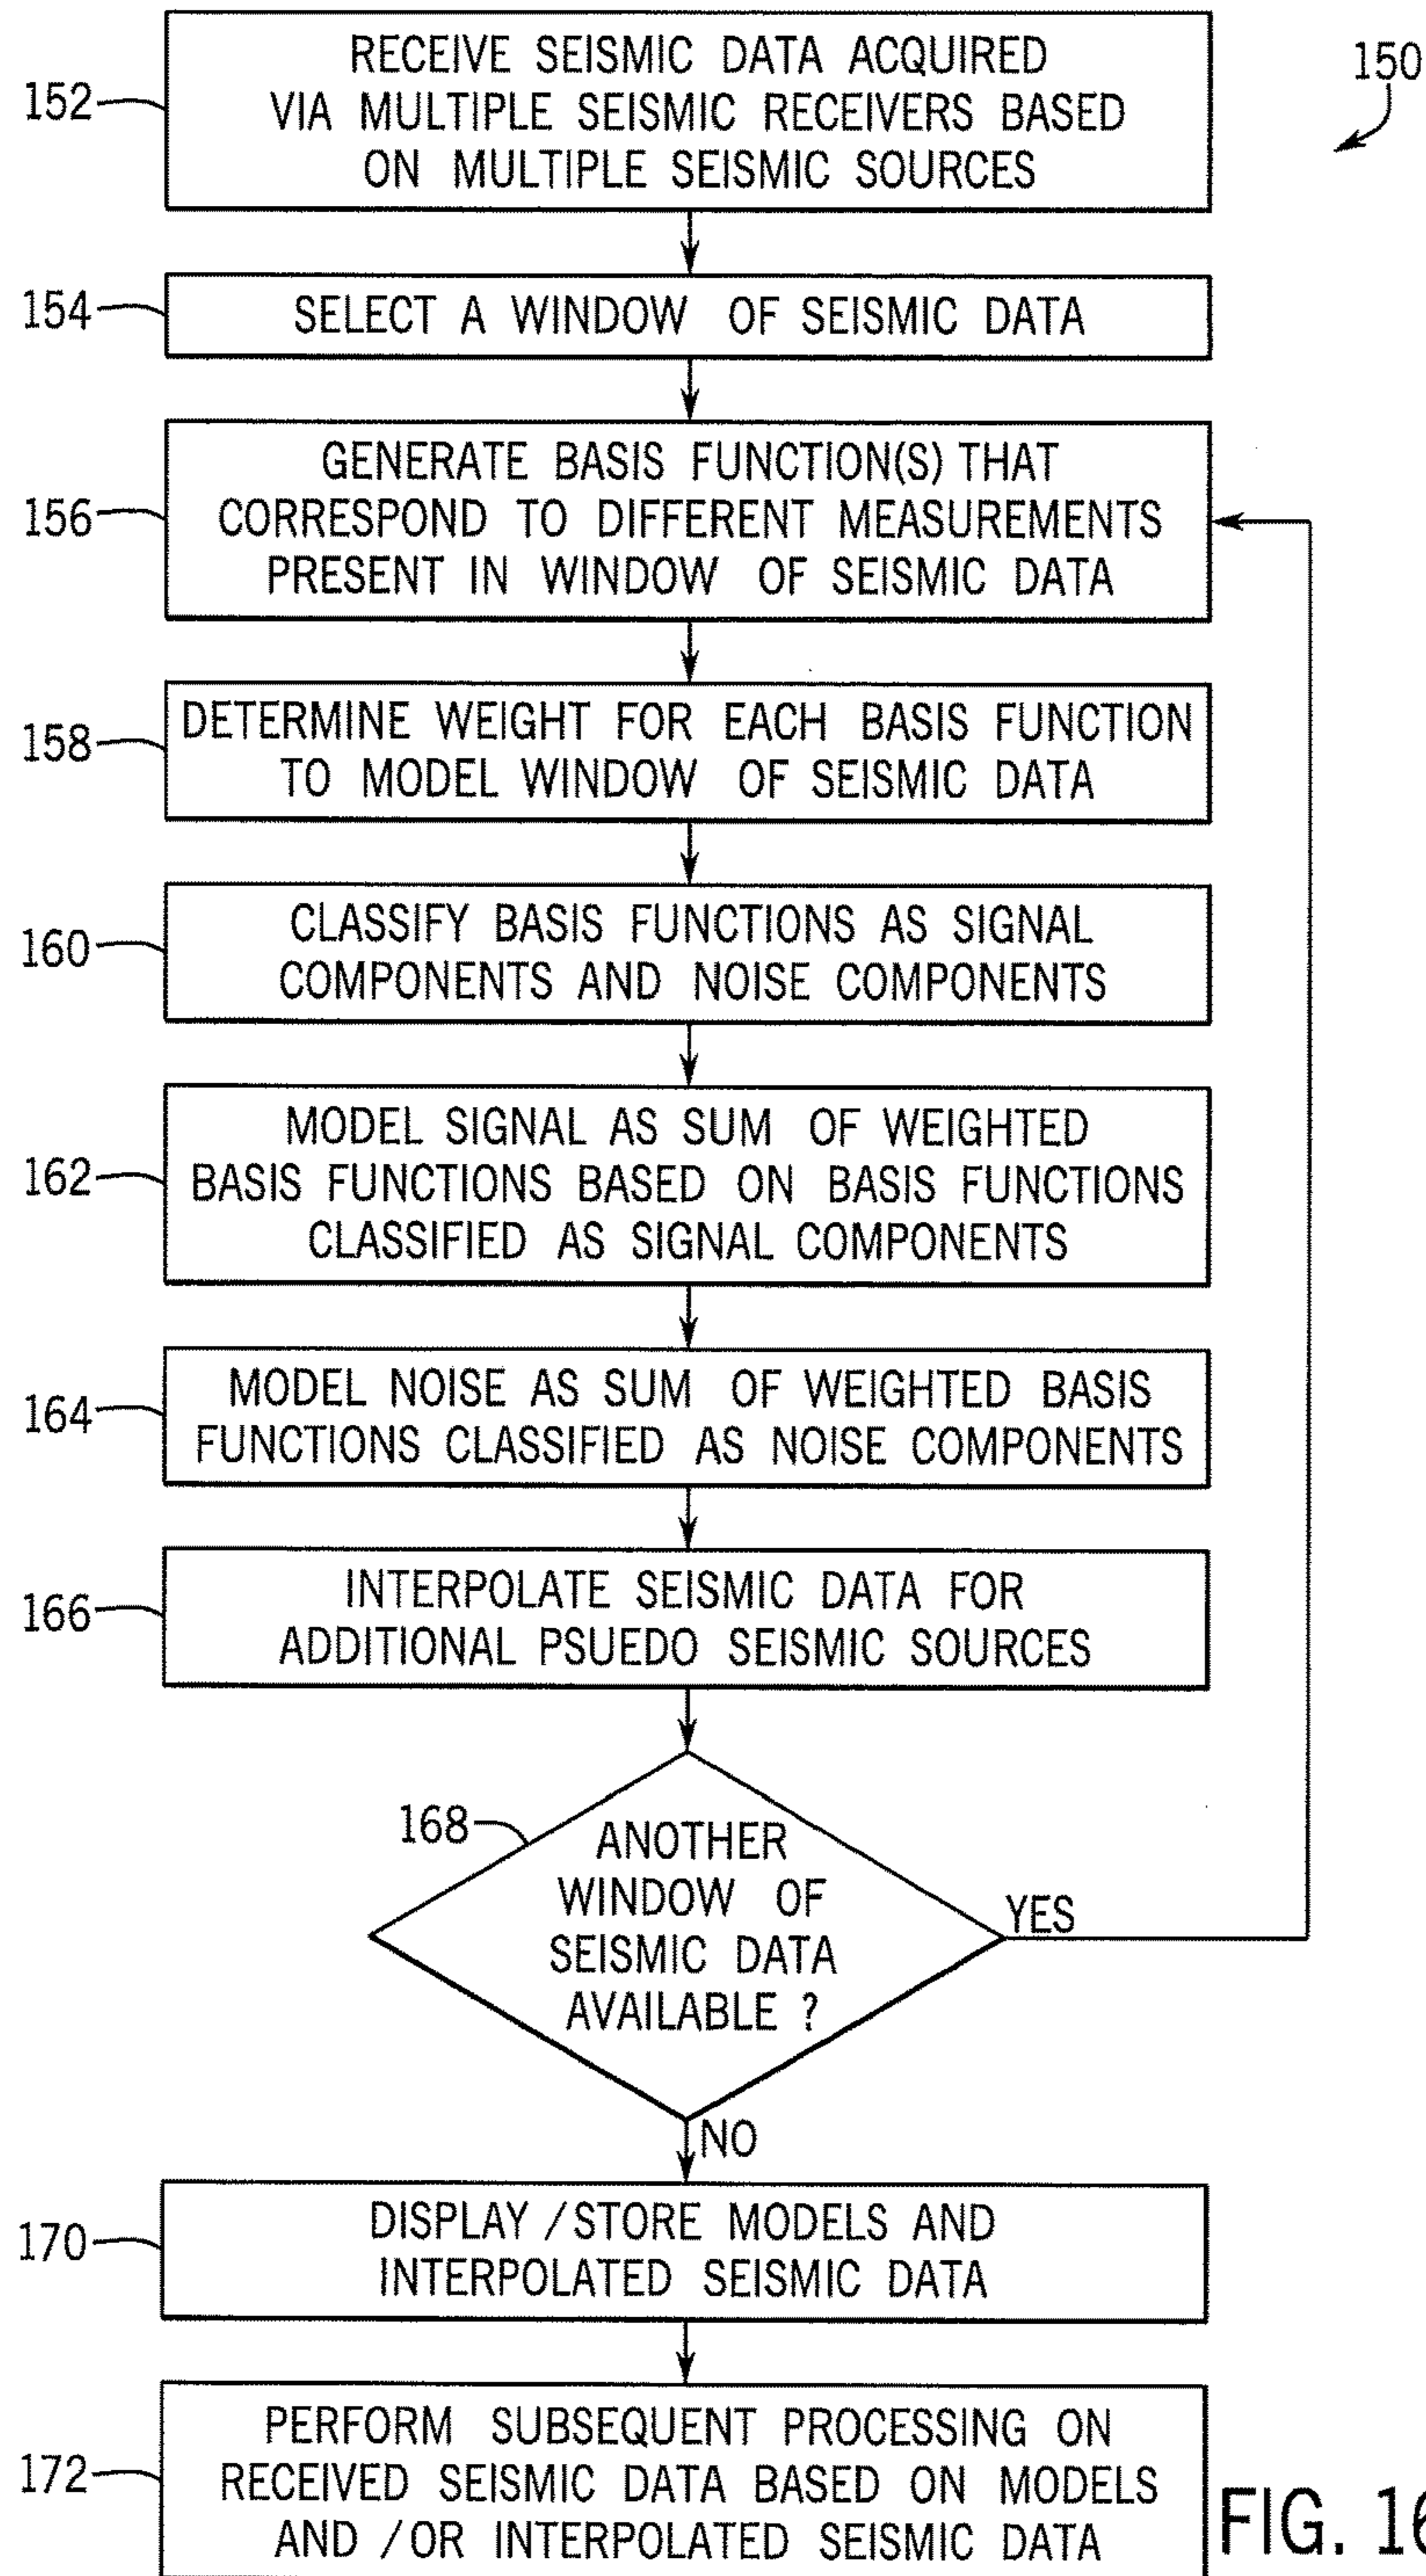 150
152
RECEIVE SEISMIC DATA ACQUIRED
VIA MULTIPLE SEISMIC RECEIVERS BASED
ON MULTIPLE SEISMIC SOURCES
154
SELECT A WINDOW OF SEISMIC DATA
156
GENERATE BASIS FUNCTION(S) THAT
CORRESPOND TO DIFFERENT MEASUREMENTS
PRESENT IN WINDOW OF SEISMIC DATA
158
DETERMINE WEIGHT FOR EACH BASIS FUNCTION
TO MODEL WINDOW OF SEISMIC DATA
160
CLASSIFY BASIS FUNCTIONS AS SIGNAL
COMPONENTS AND NOISE COMPONENTS
162
MODEL SIGNAL AS SUM OF WEIGHTED
BASIS FUNCTIONS BASED ON BASIS FUNCTIONS
CLASSIFIED AS SIGNAL COMPONENTS
164
MODEL NOISE AS SUM OF WEIGHTED BASIS
FUNCTIONS CLASSIFIED AS NOISE COMPONENTS
166
INTERPOLATE SEISMIC DATA FOR
ADDITIONAL PSUEDO SEISMIC SOURCES
168
ANOTHER
WINDOW OF
SEISMIC DATA
AVAILABLE ?
YES
NO
170
DISPLAY /STORE MODELS AND
INTERPOLATED SEISMIC DATA
172
PERFORM SUBSEQUENT PROCESSING ON
RECEIVED SEISMIC DATA BASED ON MODELS
AND /OR INTERPOLATED SEISMIC DATA
FIG. 16